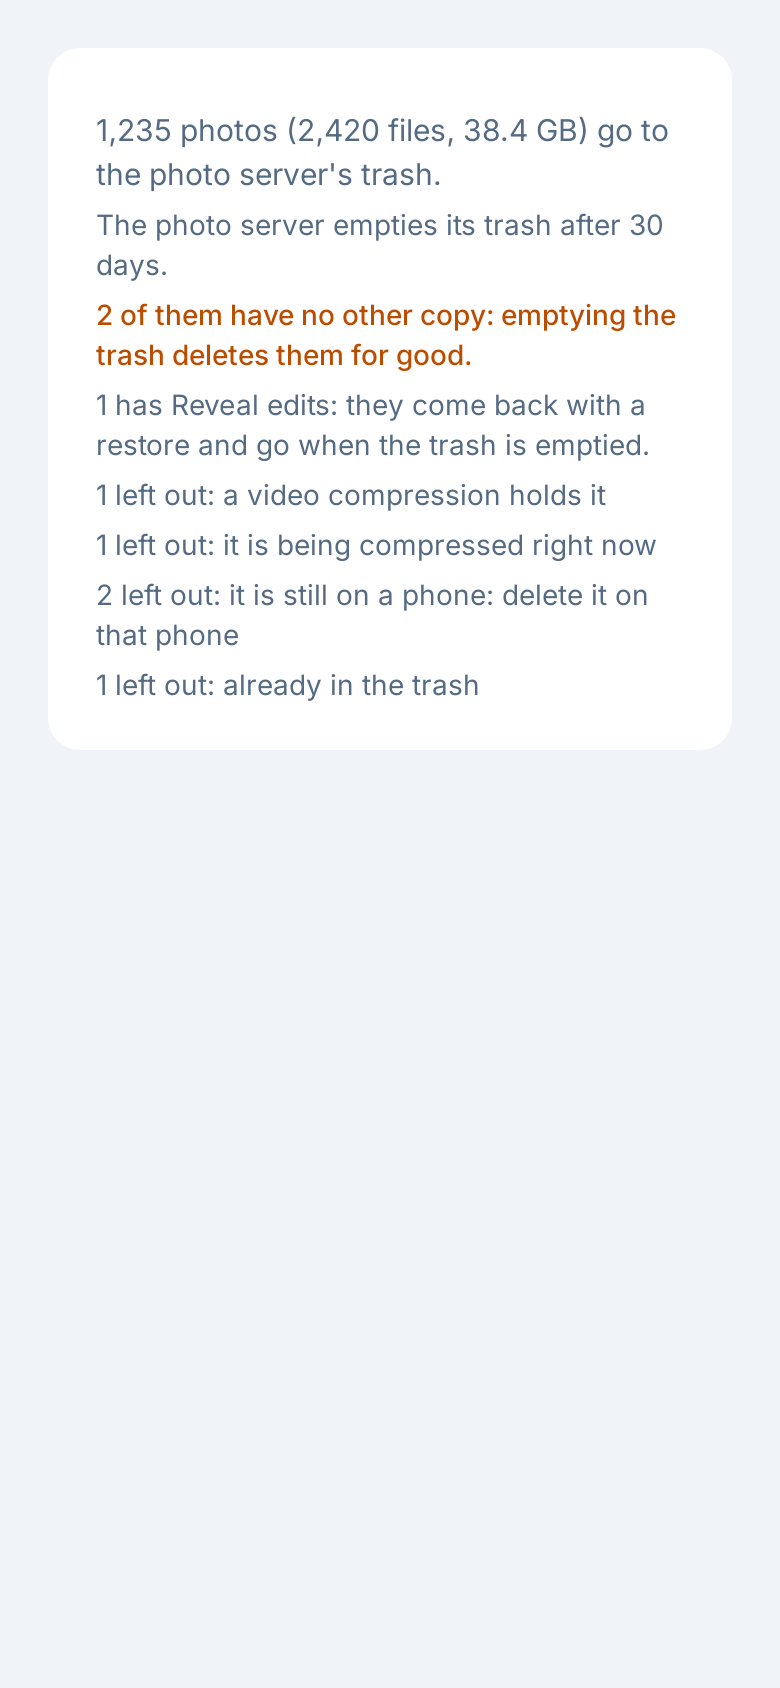 1,235 photos (2,420 files, 38.4 GB) go to
the photo server's trash.
The photo server empties its trash after 30
days.
2 of them have no other copy: emptying the
trash deletes them for good.
1 has Reveal edits: they come back with a
restore and go when the trash is emptied.
1 left out: a video compression holds it
1 left out: it is being compressed right now
2 left out: it is still on a phone: delete it on
that phone
1 left out: already in the trash